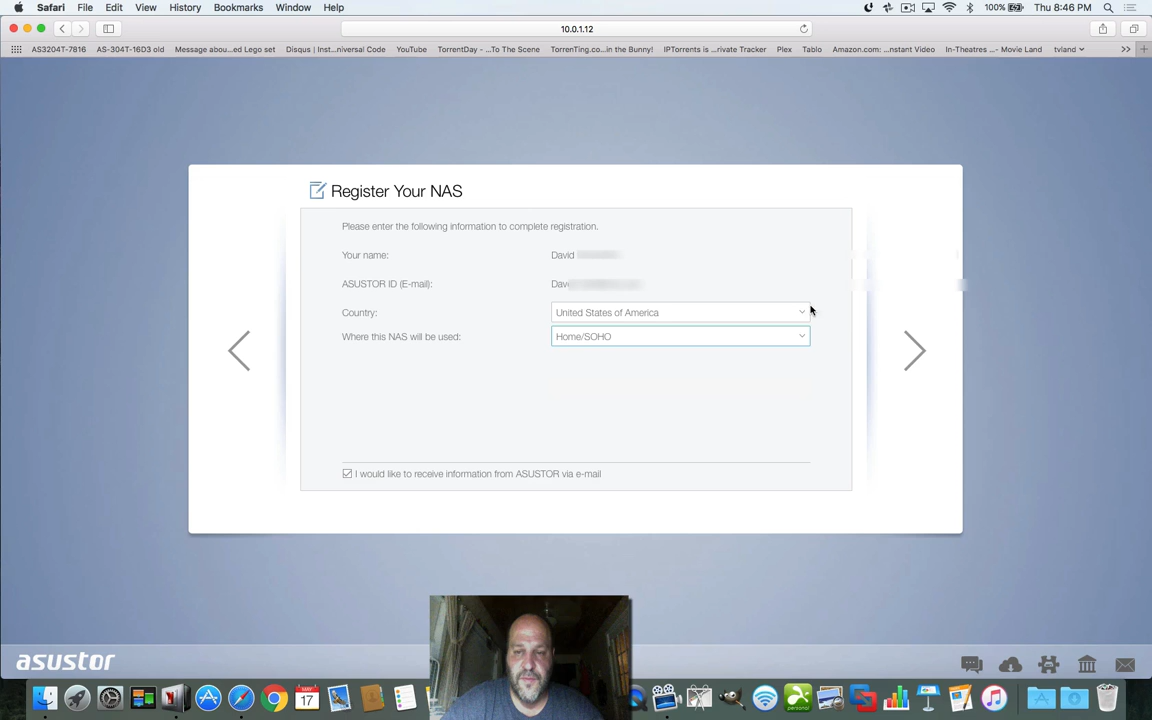 Safari File Edit View History Bookmarks Window Help 100% Thu 8:46 PM
10.0.1.12
AS3204T-7816 AS-304T-16D3 old Message abou...ed Lego set Disqus | Inst...niversal Code YouTube TorrentDay - ...To The Scene TorrenTing.co...in the Bunny! IPTorrents is ...rivate Tracker Plex Tablo Amazon.com: ...nstant Video In-Theatres ...- Movie Land tvland
Register Your NAS
Please enter the following information to complete registration.
Your name: David
ASUSTOR ID (E-mail): Dav
Country: United States of America
Where this NAS will be used: Home/SOHO
I would like to receive information from ASUSTOR via e-mail
asustor
17
personal